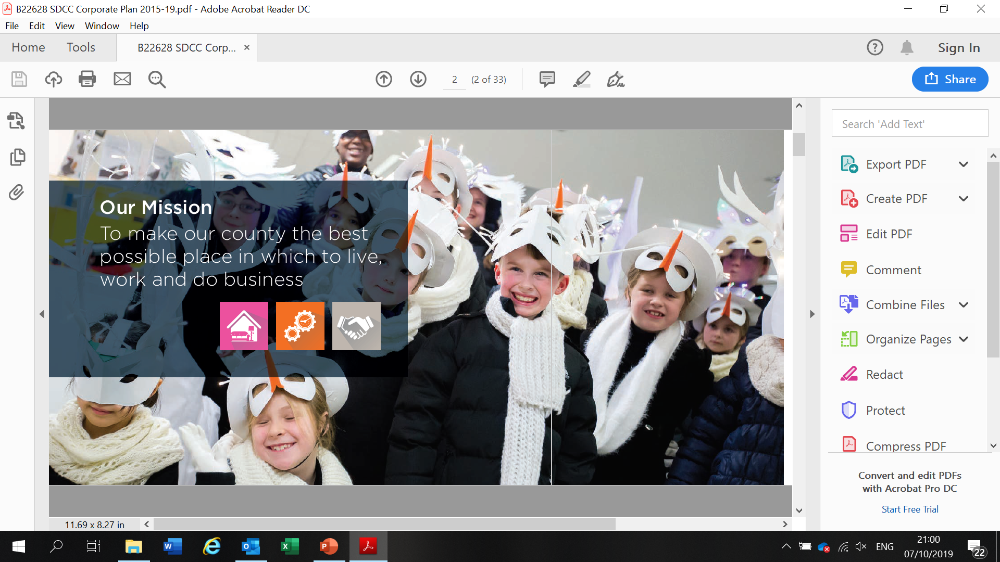 B22628 SDCC Corporate Plan 2015-19.pdf - Adobe Acrobat Reader DC
File Edit View Window Help
Home Tools B22628 SDCC Corp... × Sign In
2 (2 of 33) Share
Search 'Add Text'
Export PDF
Create PDF
Edit PDF
Comment
Combine Files
Organize Pages
Redact
Protect
Compress PDF
Convert and edit PDFs
with Acrobat Pro DC
Start Free Trial
Our Mission
To make our county the best
possible place in which to live,
work and do business
11.69 x 8.27 in
ENG
21:00
07/10/2019
22